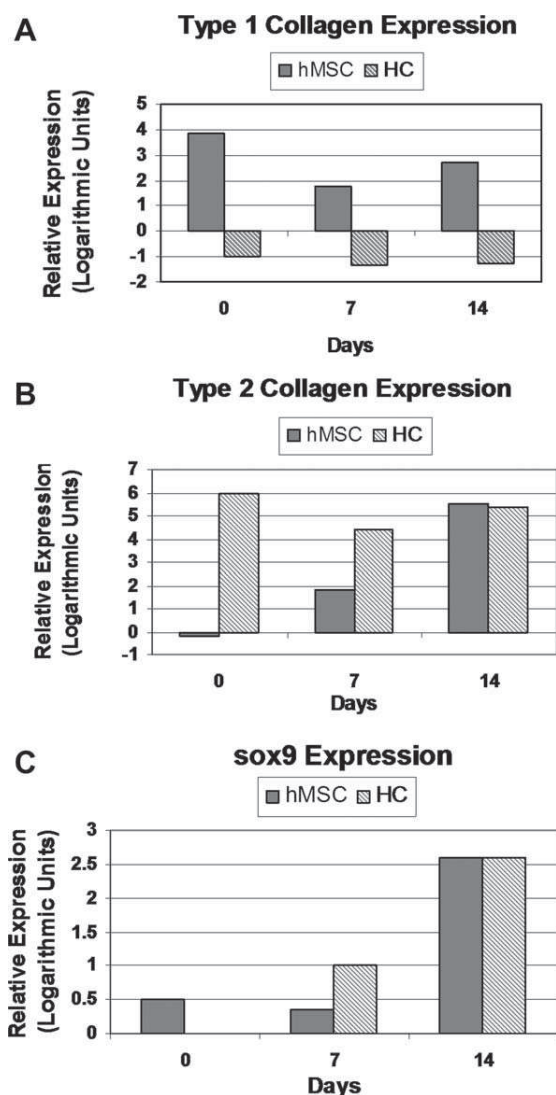 A
Type 1 Collagen Expression
hMSC HC
Relative Expression
(Logarithmic Units)
5
4
3
2
1
0
-1
-2
0 7 14
Days
B
Type 2 Collagen Expression
hMSC HC
Relative Expression
(Logarithmic Units)
7
6
5
4
3
2
1
0
-1
0 7 14
Days
C
sox9 Expression
hMSC HC
Relative Expression
(Logarithmic Units)
3
2.5
2
1.5
1
0.5
0
0 7 14
Days